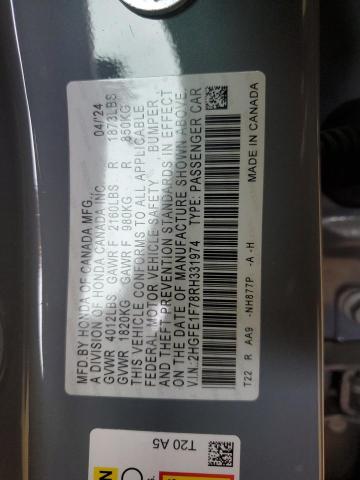 MFD BY HONDA OF CANADA MFG.,
A DIVISION OF HONDA CANADA INC. 04/'24
GVWR 4012LBS GAWR F 2160LBS R 1873LBS
GVWR 1820KG GAWR F 980KG R 850KG
THIS VEHICLE CONFORMS TO ALL APPLICABLE
FEDERAL MOTOR VEHICLE SAFETY, BUMPER,
AND THEFT PREVENTION STANDARDS IN EFFECT
ON THE DATE OF MANUFACTURE SHOWN ABOVE.
V.I.N.:2HGFE1F78RH331974 TYPE:PASSENGER CAR
T22 R AA9 -NH877P -A -H MADE IN CANADA
T20 A5